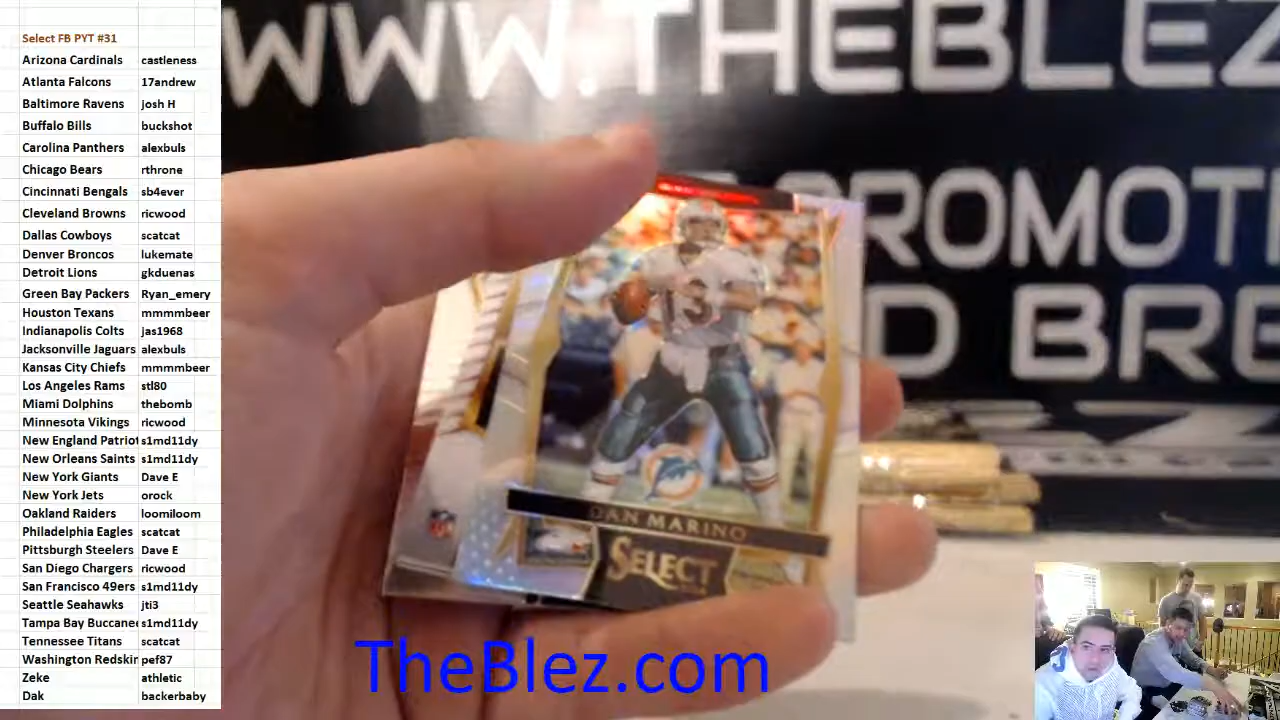 Select FB PYT #31
Arizona Cardinals castleness
Atlanta Falcons 17andrew
Baltimore Ravens josh H
Buffalo Bills buckshot
Carolina Panthers alexbuls
Chicago Bears rthrone
Cincinnati Bengals sb4ever
Cleveland Browns ricwood
Dallas Cowboys scatcat
Denver Broncos lukemate
Detroit Lions gkduenas
Green Bay Packers Ryan_emery
Houston Texans mmmmbeer
Indianapolis Colts jas1968
Jacksonville Jaguars alexbuls
Kansas City Chiefs mmmmbeer
Los Angeles Rams stl80
Miami Dolphins thebomb
Minnesota Vikings ricwood
New England Patriot s1md11dy
New Orleans Saints s1md11dy
New York Giants Dave E
New York Jets orock
Oakland Raiders loomiloom
Philadelphia Eagles scatcat
Pittsburgh Steelers Dave E
San Diego Chargers ricwood
San Francisco 49ers s1md11dy
Seattle Seahawks jti3
Tampa Bay Buccanee s1md11dy
Tennessee Titans scatcat
Washington Redskin pef87
Zeke athletic
Dak backerbaby
WWW.THEBLEZ
ROMOTI
D BRE
13
DAN MARINO
SELECT
TheBlez.com